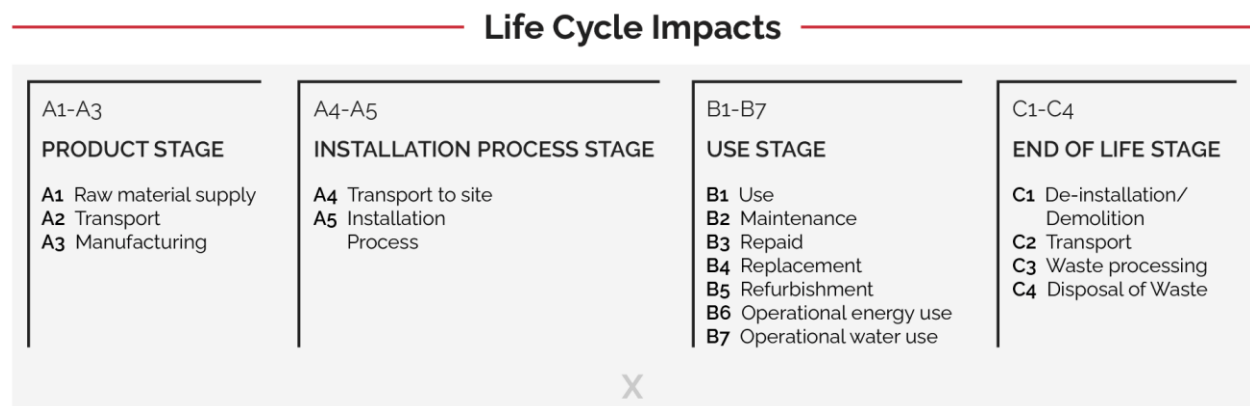 Life Cycle Impacts
A1-A3
PRODUCT STAGE
A1 Raw material supply
A2 Transport
A3 Manufacturing
A4-A5
INSTALLATION PROCESS STAGE
A4 Transport to site
A5 Installation
Process
B1-B7
USE STAGE
B1 Use
B2 Maintenance
B3 Repaid
B4 Replacement
B5 Refurbishment
B6 Operational energy use
B7 Operational water use
C1-C4
END OF LIFE STAGE
C1 De-installation/
Demolition
C2 Transport
C3 Waste processing
C4 Disposal of Waste
X